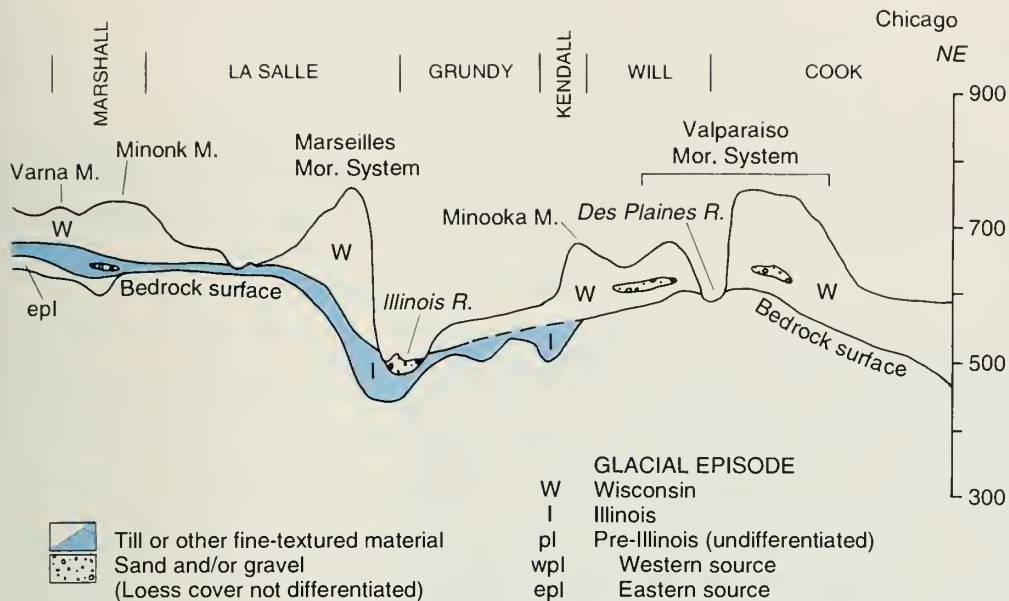 Chicago
NE
MARSHALL
LA SALLE
GRUNDY
KENDALL
WILL
COOK
900
700
500
300
Varna M.
Minonk M.
Marseilles
Mor. System
Valparaiso
Mor. System
Minooka M.
Des Plaines R.
Illinois R.
W
W
W
W
I
I
epl
Bedrock surface
Bedrock surface
GLACIAL EPISODE
W Wisconsin
I Illinois
pl Pre-Illinois (undifferentiated)
wpl Western source
epl Eastern source
Till or other fine-textured material
Sand and/or gravel
(Loess cover not differentiated)